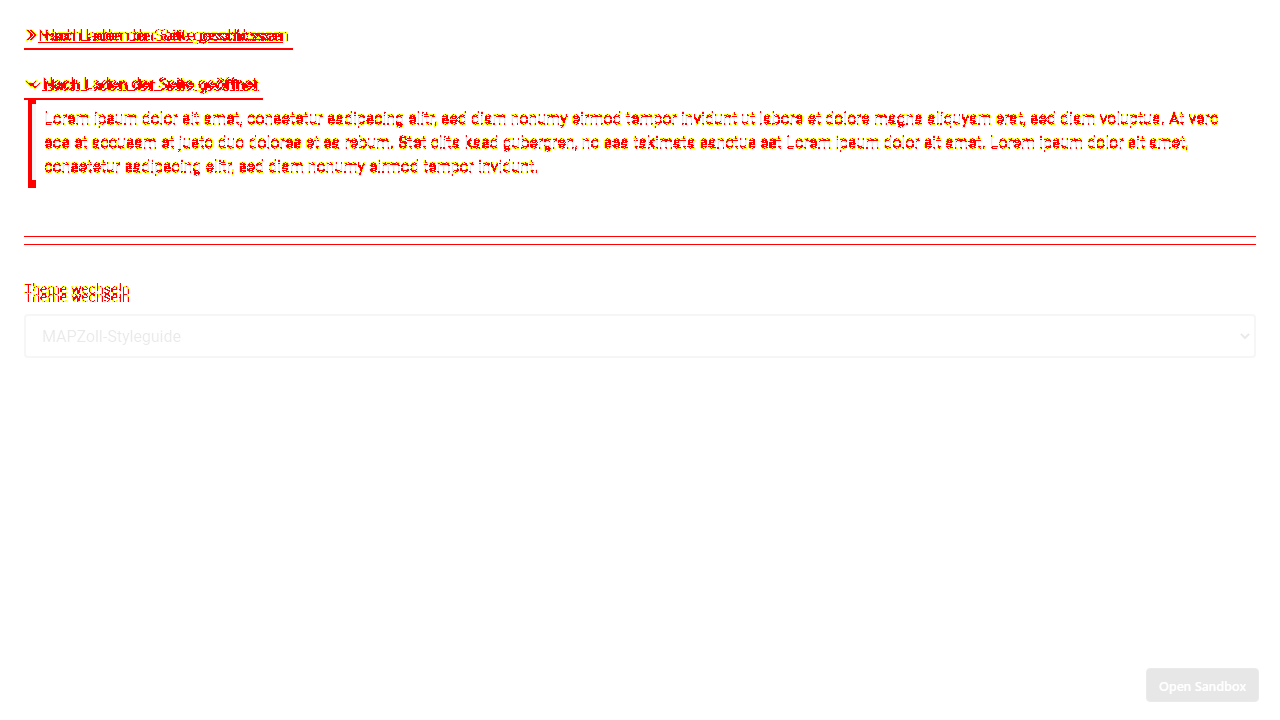 Nach Laden der Seite geschlossen
Nach Laden der Seite geöffnet
Lorem ipsum dolor sit amet, consetetur sadipscing elitr, sed diam nonumy eirmod tempor invidunt ut labore et dolore magna aliquyam erat, sed diam voluptua. At vero
eos et accusam et justo duo dolores et ea rebum. Stet clita kasd gubergren, no sea takimata sanctus est Lorem ipsum dolor sit amet. Lorem ipsum dolor sit amet,
consetetur sadipscing elitr, sed diam nonumy eirmod tempor invidunt.
Theme wechseln
Theme wechseln
MAPZoll-Styleguide
Open Sandbox